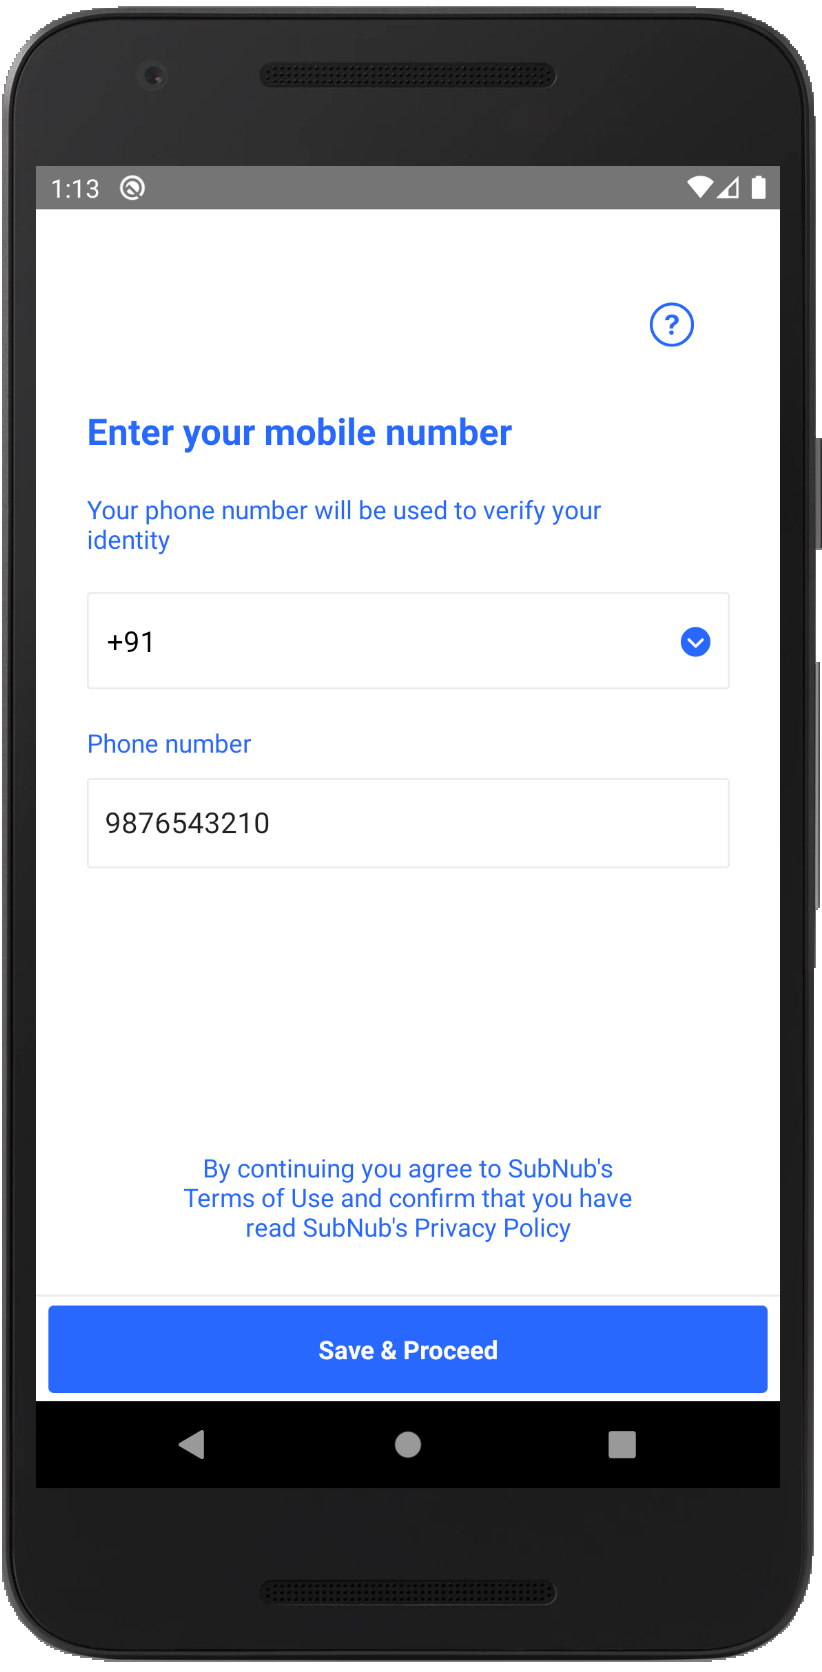 1:13
?
Enter your mobile number
Your phone number will be used to verify your
identity
+91
Phone number
9876543210
By continuing you agree to SubNub's
Terms of Use and confirm that you have
read SubNub's Privacy Policy
Save & Proceed